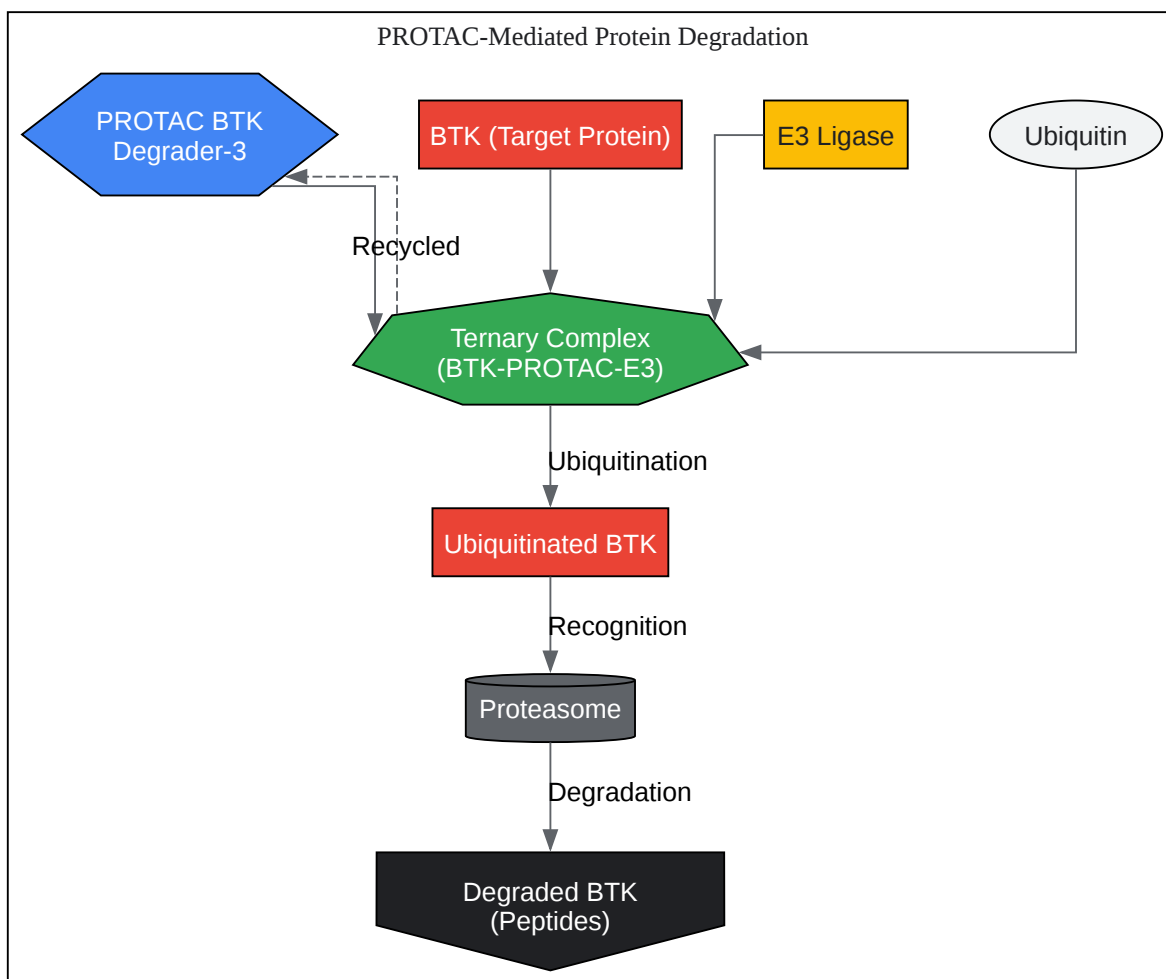 PROTAC-Mediated Protein Degradation
PROTAC BTK
Degrader-3
BTK (Target Protein)
E3 Ligase
Ubiquitin
Recycled
Ternary Complex
(BTK-PROTAC-E3)
Ubiquitination
Ubiquitinated BTK
Recognition
Proteasome
Degradation
Degraded BTK
(Peptides)